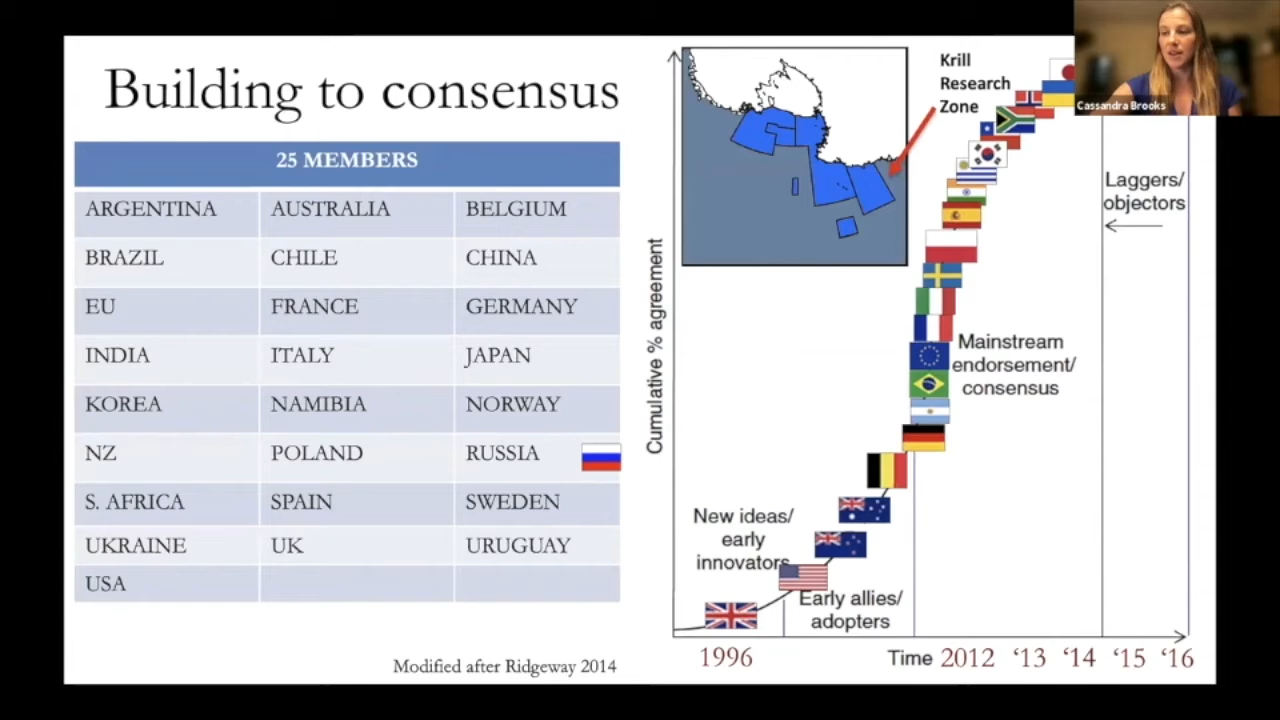 Building to consensus
25 MEMBERS
ARGENTINA AUSTRALIA BELGIUM
BRAZIL CHILE CHINA
EU FRANCE GERMANY
INDIA ITALY JAPAN
KOREA NAMIBIA NORWAY
NZ POLAND RUSSIA
S. AFRICA SPAIN SWEDEN
UKRAINE UK URUGUAY
USA
Modified after Ridgeway 2014
Krill
Research
Zone
Cassandra Brooks
Laggers/
objectors
Cumulative % agreement
Mainstream
endorsement/
consensus
New ideas/
early
innovators
Early allies/
adopters
1996 Time 2012 ‘13 ‘14 ‘15 ‘16